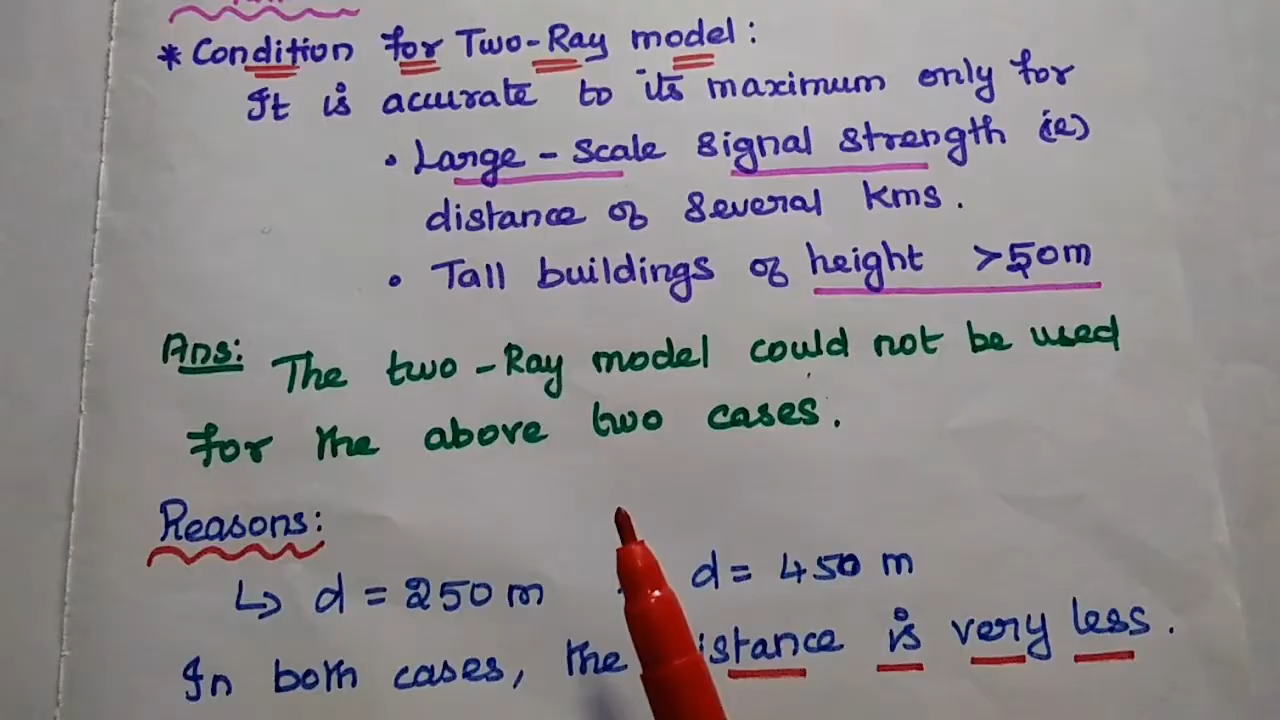 * Condition for Two-Ray model:
It is accurate to its maximum only for
• Large-Scale signal strength (ie)
distance of several kms.
• Tall buildings of height >50m
Ans: The two-Ray model could not be used
for the above two cases.
Reasons:
↳ d = 250 m d = 450 m
In both cases, the istance is very less.